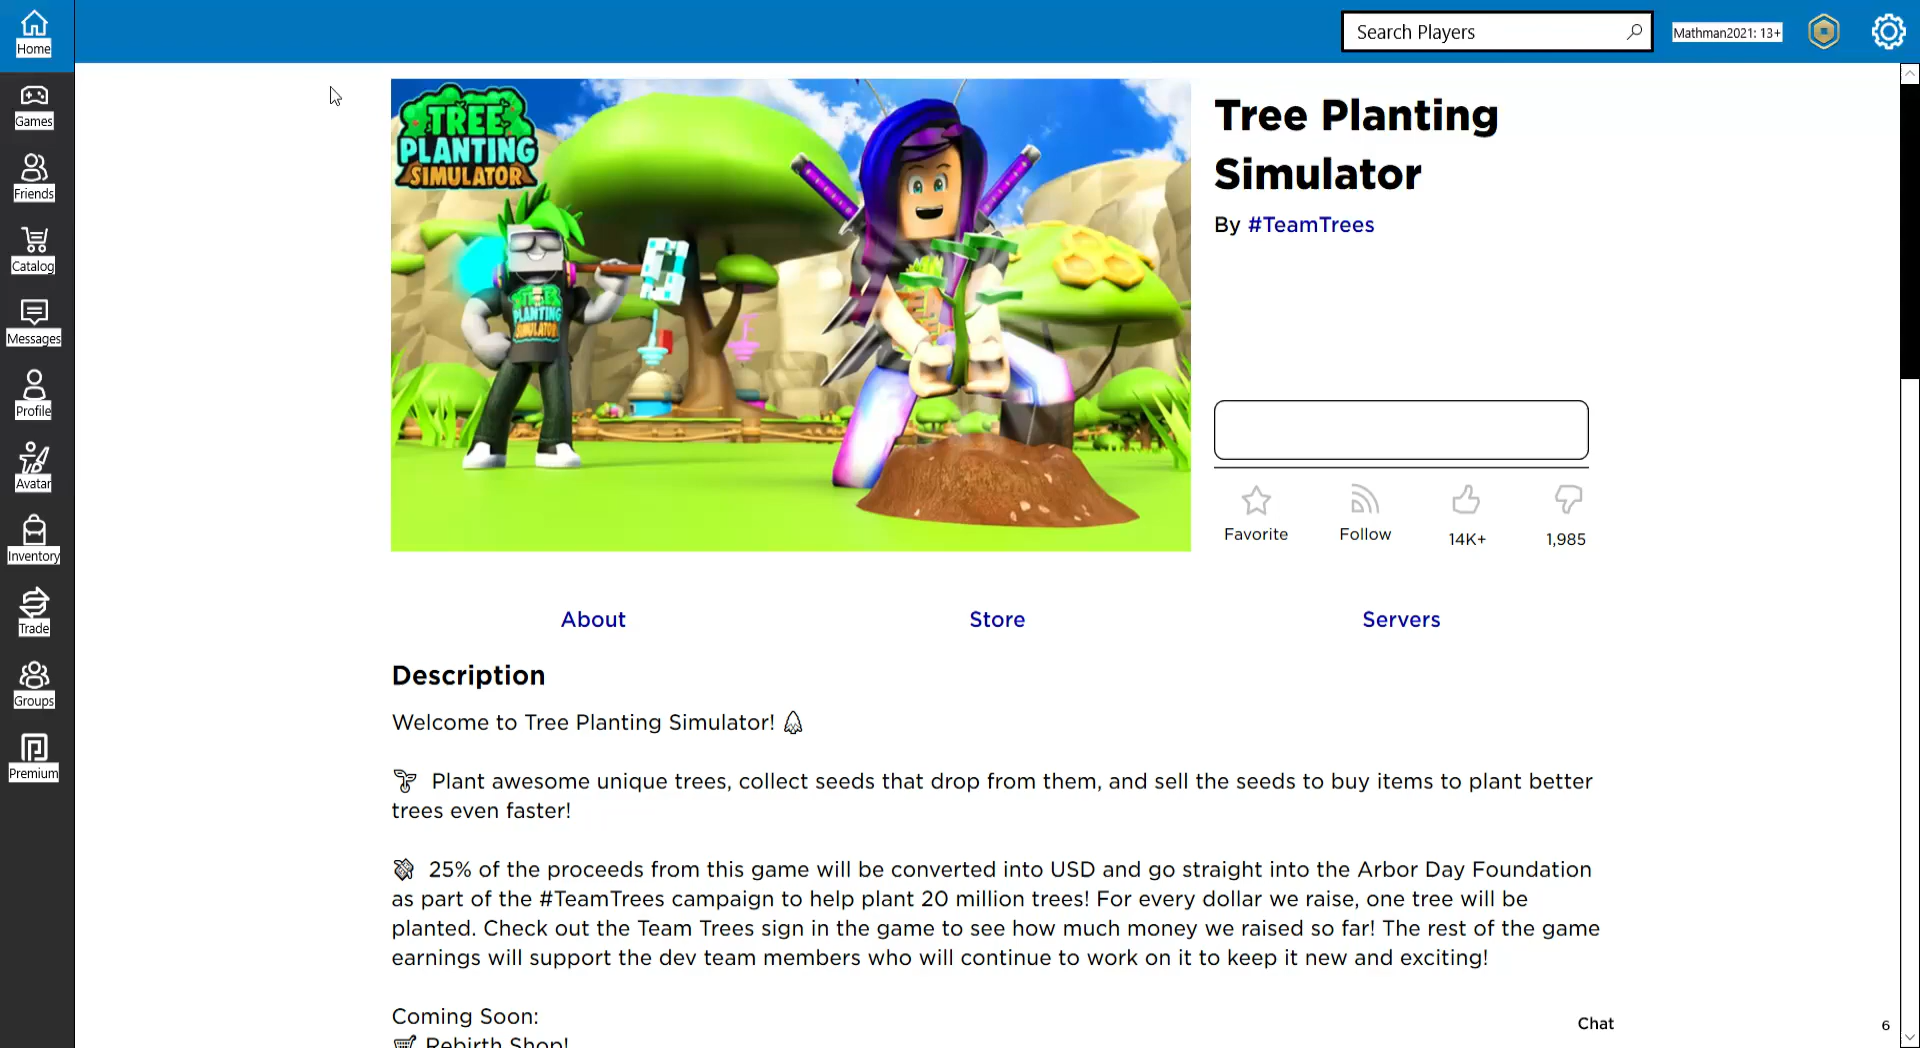 Home
Search Players
Mathman2021: 13+
Games
Friends
Catalog
Messages
Profile
Avatar
Inventory
Trade
Groups
Premium
TREE
PLANTING
SIMULATOR
TREE
PLANTING
SIMULATOR
Tree Planting
Simulator
By #TeamTrees
Favorite
Follow
14K+
1,985
About
Store
Servers
Description
Welcome to Tree Planting Simulator!
Plant awesome unique trees, collect seeds that drop from them, and sell the seeds to buy items to plant better
trees even faster!
25% of the proceeds from this game will be converted into USD and go straight into the Arbor Day Foundation
as part of the #TeamTrees campaign to help plant 20 million trees! For every dollar we raise, one tree will be
planted. Check out the Team Trees sign in the game to see how much money we raised so far! The rest of the game
earnings will support the dev team members who will continue to work on it to keep it new and exciting!
Coming Soon:
Rebirth Shop!
Chat
6